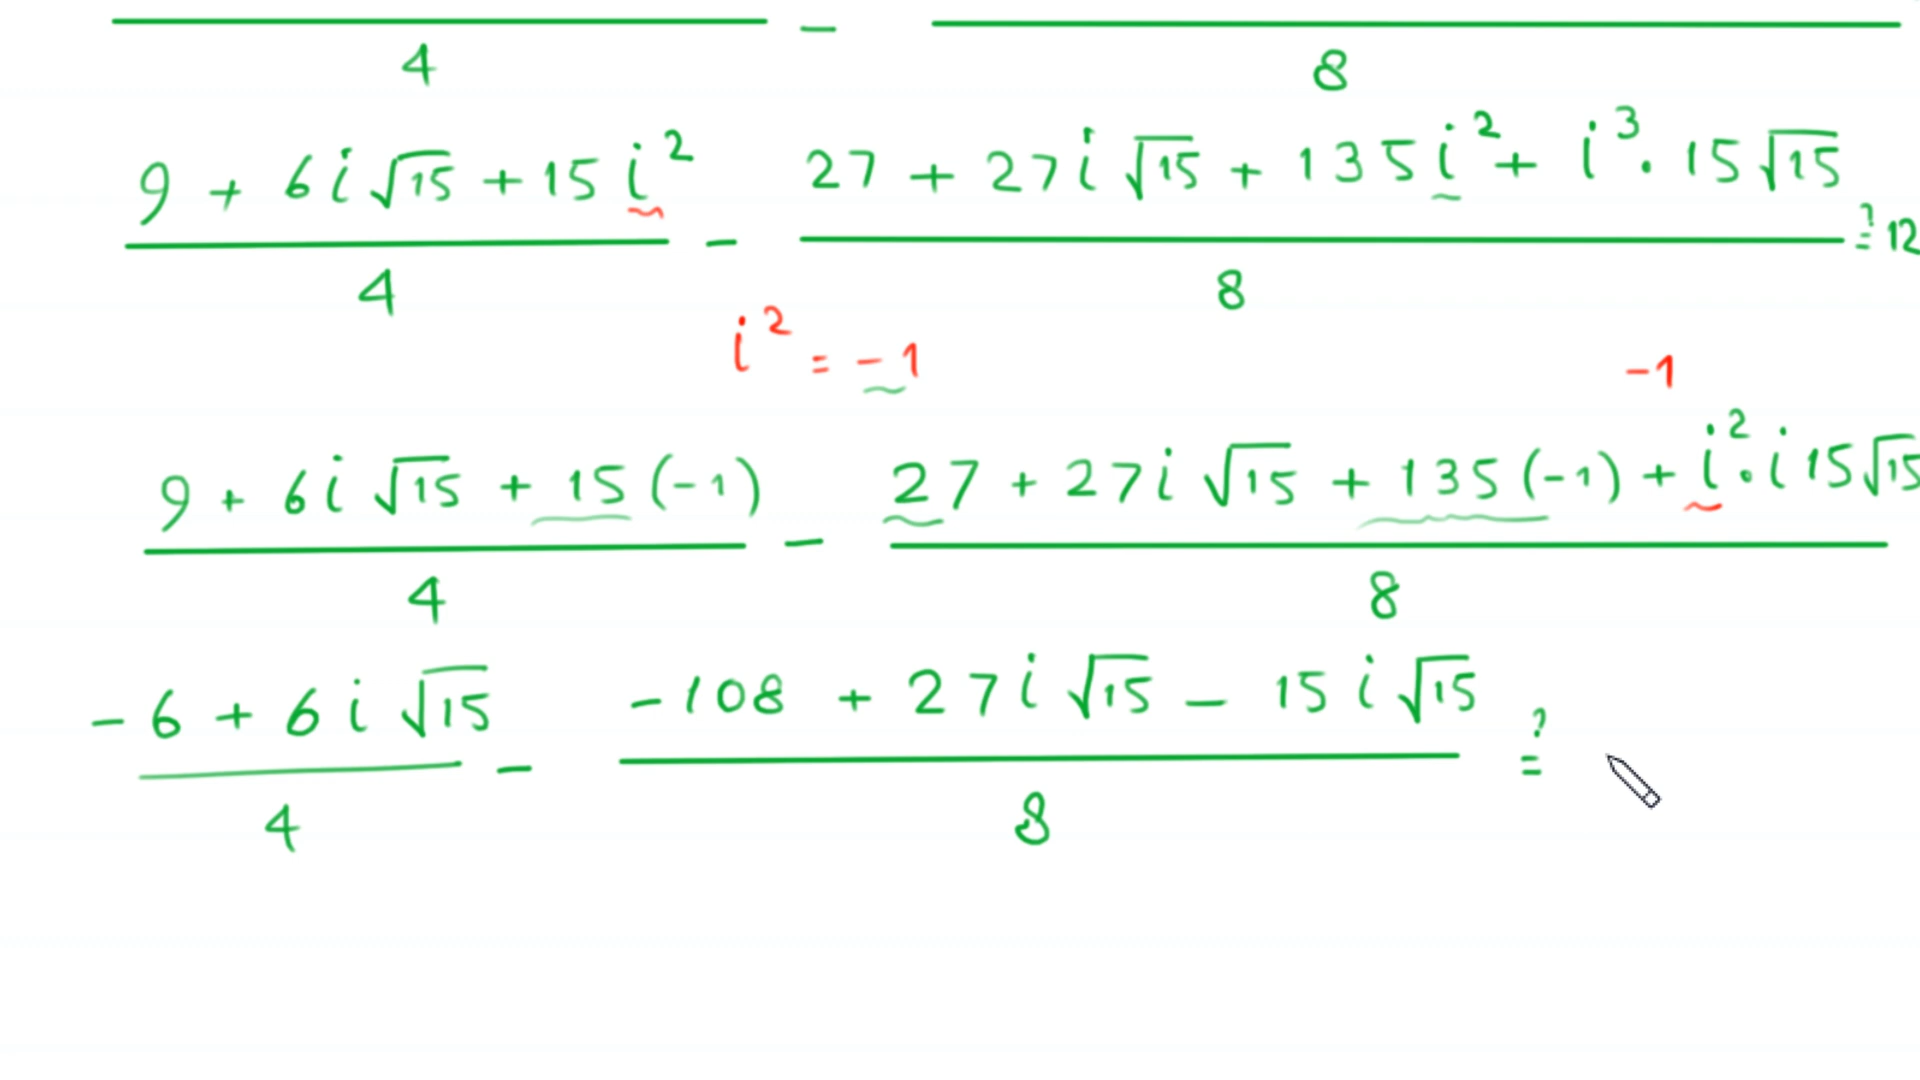 4 - 8
9 + 6i√15 + 15i² / 4 - 27 + 27i√15 + 135i² + i³ · 15√15 / 8 ≟ 12
i² = -1
-1
9 + 6i√15 + 15(-1) / 4 - 27 + 27i√15 + 135(-1) + i² · i15√15 / 8
-6 + 6i√15 / 4 - -108 + 27i√15 - 15i√15 / 8 ≟